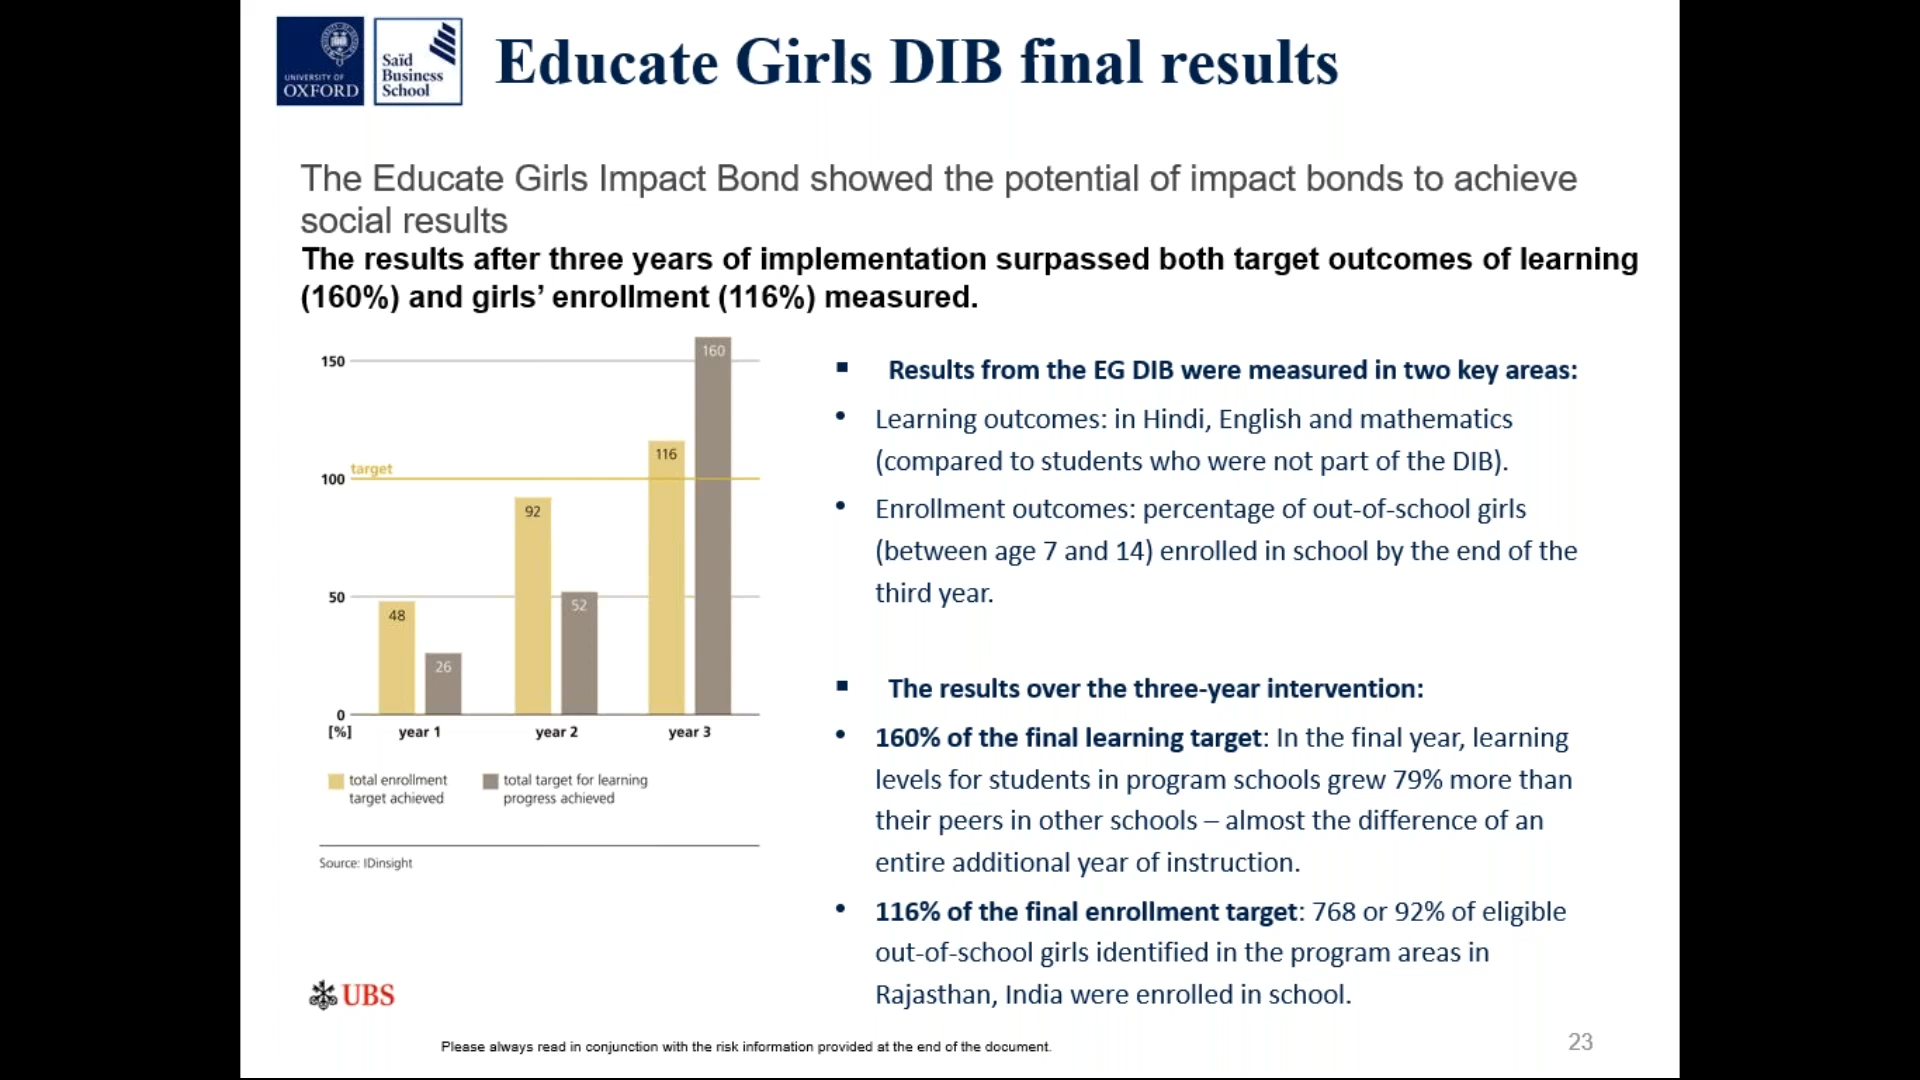 UNIVERSITY OF
OXFORD
Saïd
Business
School
Educate Girls DIB final results
The Educate Girls Impact Bond showed the potential of impact bonds to achieve
social results
The results after three years of implementation surpassed both target outcomes of learning
(160%) and girls’ enrollment (116%) measured.
150
160
116
target
100
92
52
50
48
26
0
[%]
year 1
year 2
year 3
total enrollment
target achieved
total target for learning
progress achieved
Source: IDinsight
▪ Results from the EG DIB were measured in two key areas:
• Learning outcomes: in Hindi, English and mathematics
(compared to students who were not part of the DIB).
• Enrollment outcomes: percentage of out-of-school girls
(between age 7 and 14) enrolled in school by the end of the
third year.
▪ The results over the three-year intervention:
• 160% of the final learning target: In the final year, learning
levels for students in program schools grew 79% more than
their peers in other schools – almost the difference of an
entire additional year of instruction.
• 116% of the final enrollment target: 768 or 92% of eligible
out-of-school girls identified in the program areas in
Rajasthan, India were enrolled in school.
UBS
Please always read in conjunction with the risk information provided at the end of the document.
23